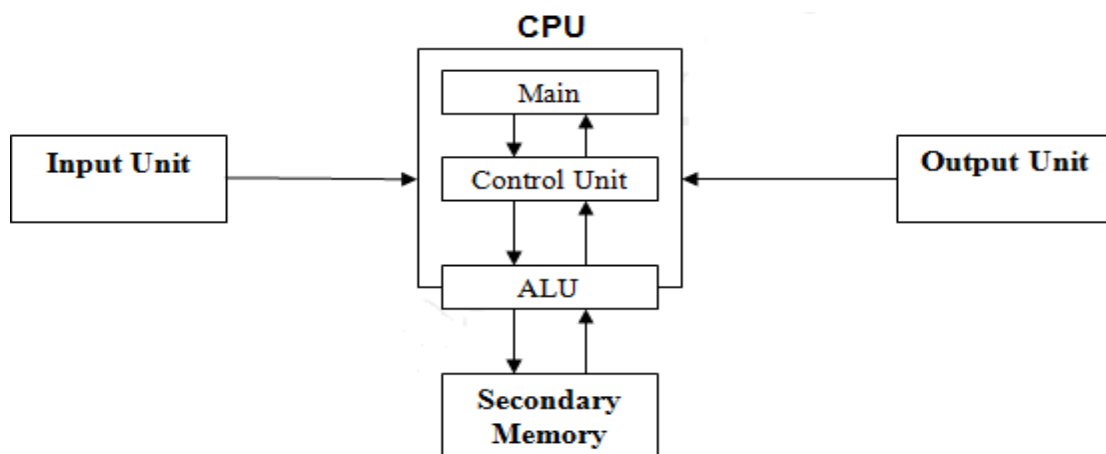 CPU
Main
Input Unit
Control Unit
Output Unit
ALU
Secondary
Memory